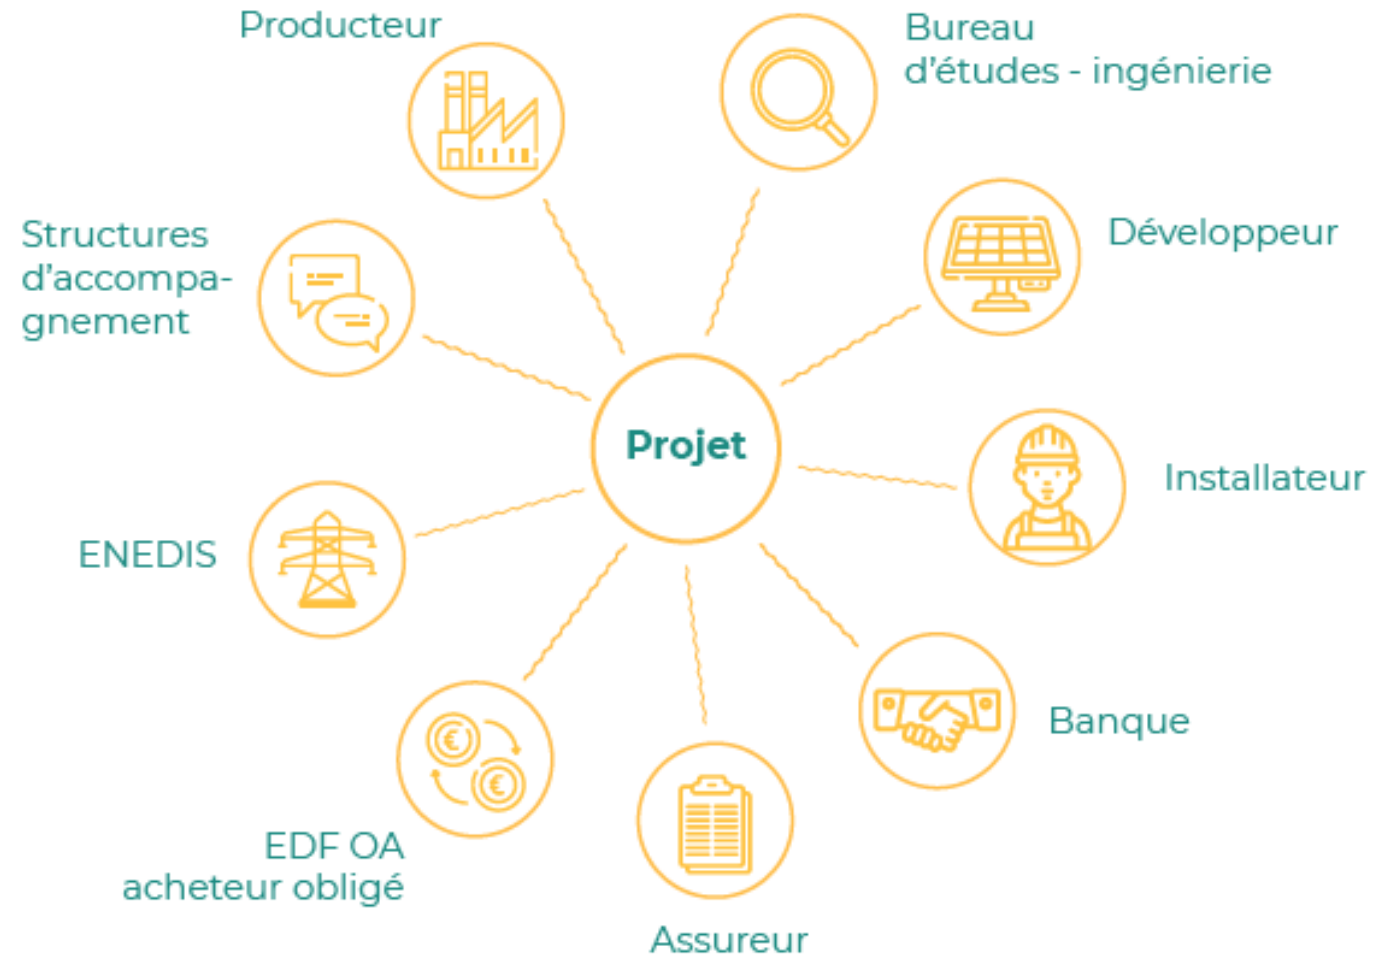 Producteur
Bureau
d'études - ingénierie
Développeur
Structures
d'accompa-
gnement
Projet
Installateur
ENEDIS
Banque
EDF OA
acheteur obligé
Assureur